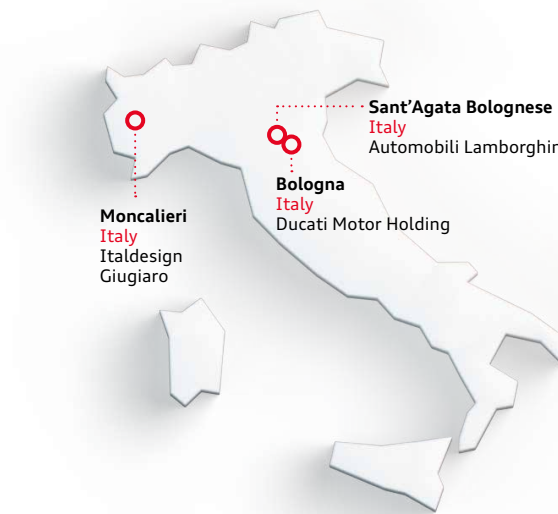 Sant'Agata Bolognese
Italy
Automobili Lamborghin
Bologna
Italy
Ducati Motor Holding
Moncalieri
Italy
Italdesign
Giugiaro